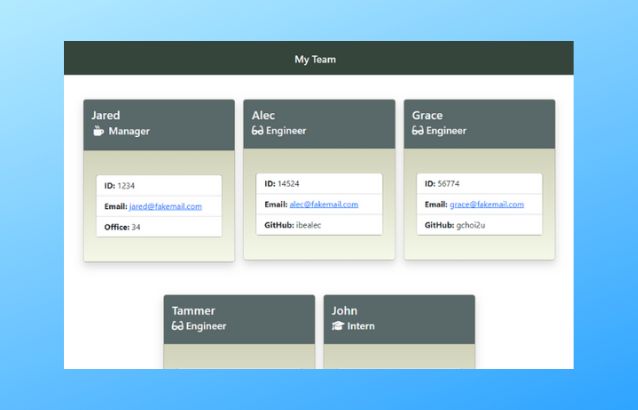 My Team
Jared
Manager
ID: 1234
Email: jared@fakemail.com
Office: 34
Alec
Engineer
ID: 14524
Email: alec@fakemail.com
GitHub: ibealec
Grace
Engineer
ID: 56774
Email: grace@fakemail.com
GitHub: gchoi2u
Tammer
Engineer
John
Intern